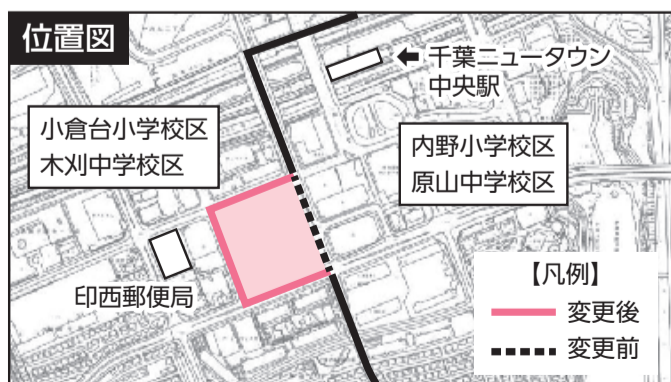 位置図
← 千葉ニュータウン
中央駅
小倉台小学校区
木刈中学校区
内野小学校区
原山中学校区
印西郵便局
【凡例】
変更後
変更前